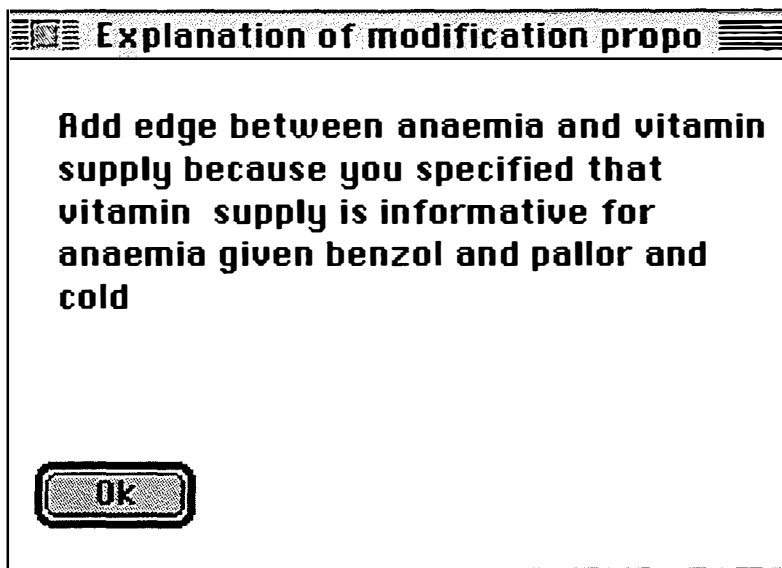 Explanation of modification propo
Add edge between anaemia and vitamin
supply because you specified that
vitamin supply is informative for
anaemia given benzol and pallor and
cold
Ok